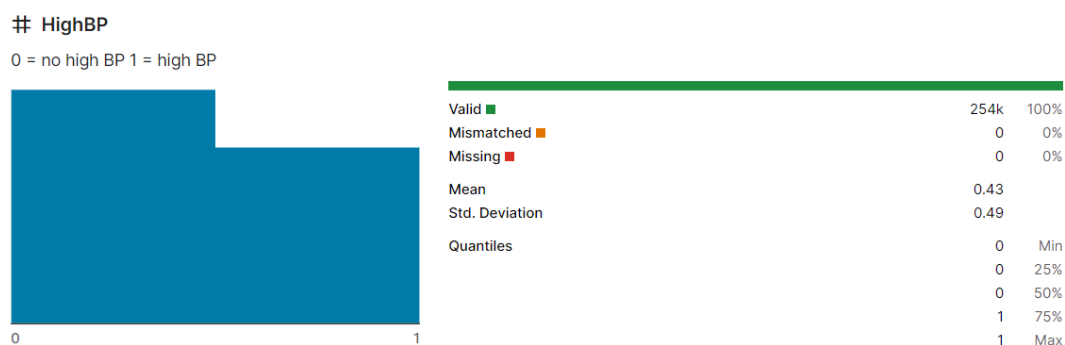 # HighBP
0 = no high BP 1 = high BP
Valid 254k 100%
Mismatched 0 0%
Missing 0 0%
Mean 0.43
Std. Deviation 0.49
Quantiles 0 Min
0 25%
0 50%
1 75%
1 Max
0 1